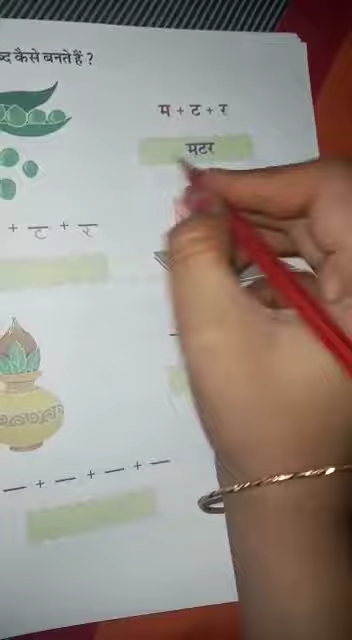 कैसे बनते हैं ?
म + ट + र
मटर
+ ट + र
+ + +